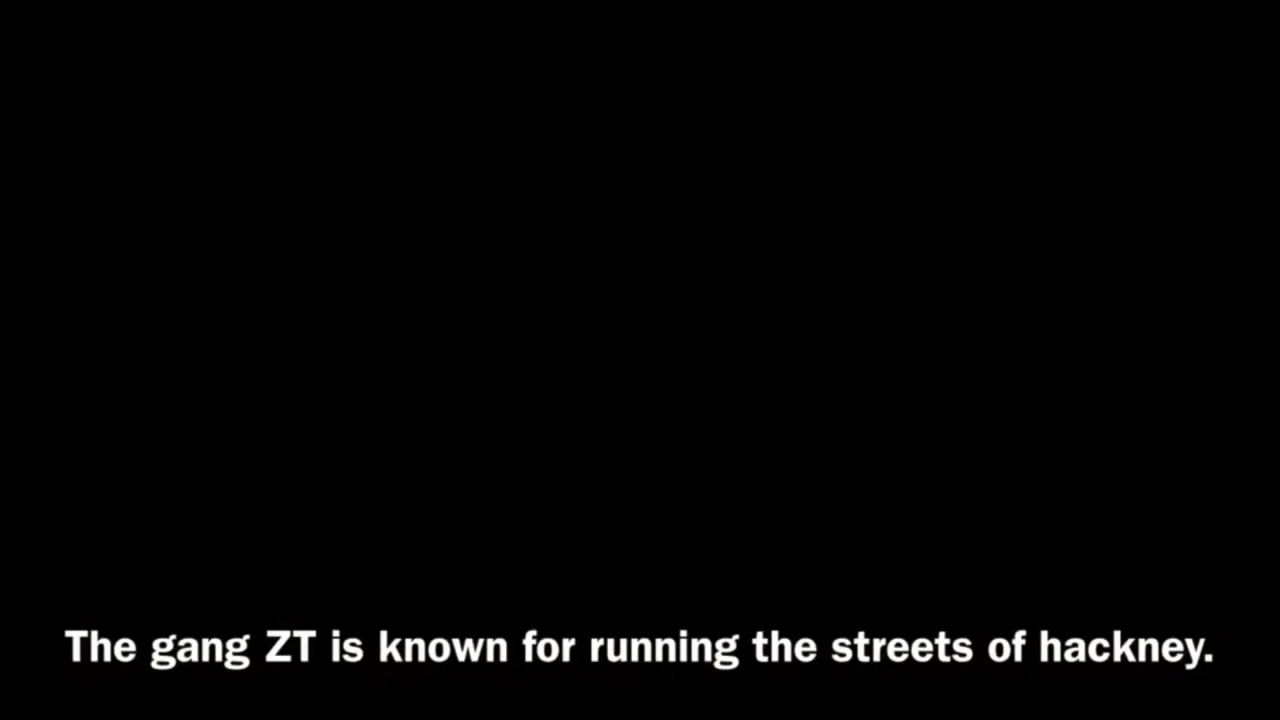 The gang ZT is known for running the streets of hackney.